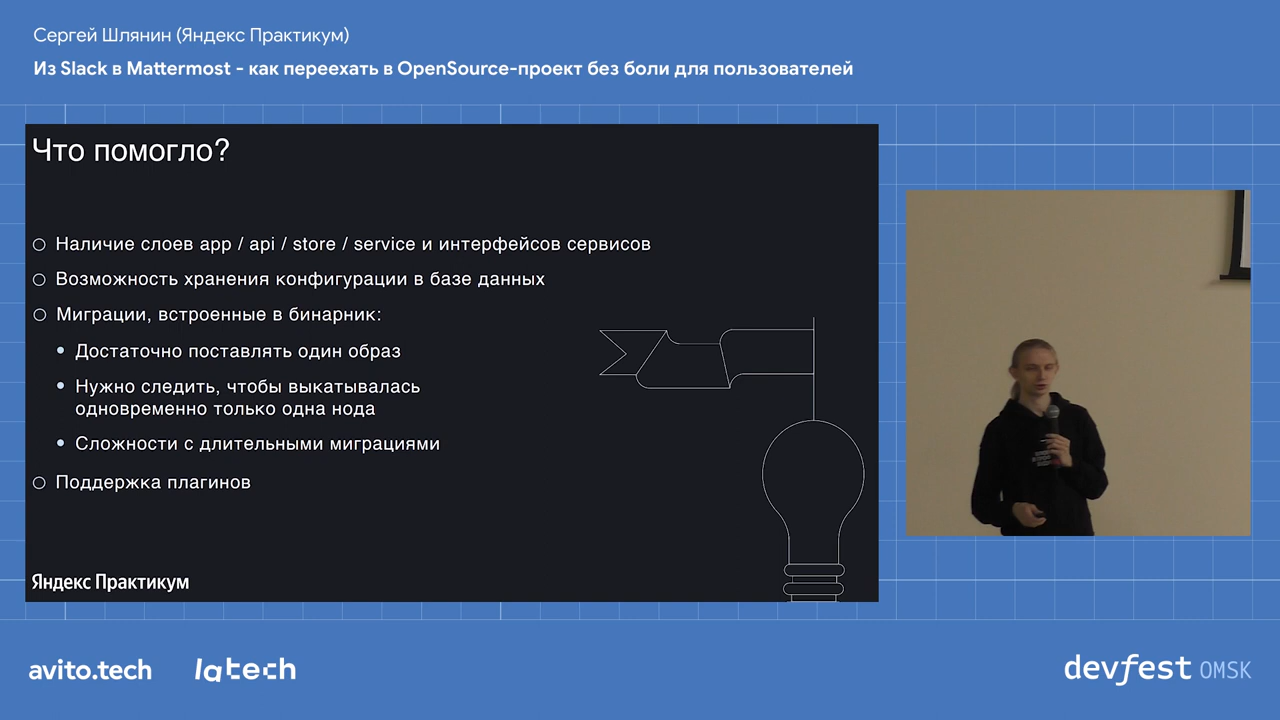 Сергей Шлянин (Яндекс Практикум)
Из Slack в Mattermost - как переехать в OpenSource-проект без боли для пользователей
Что помогло?
Наличие слоев app / api / store / service и интерфейсов сервисов
Возможность хранения конфигурации в базе данных
Миграции, встроенные в бинарник:
Достаточно поставлять один образ
Нужно следить, чтобы выкатывалась
одновременно только одна нода
Сложности с длительными миграциями
Поддержка плагинов
Яндекс Практикум
avito.tech
latech
devfest OMSK